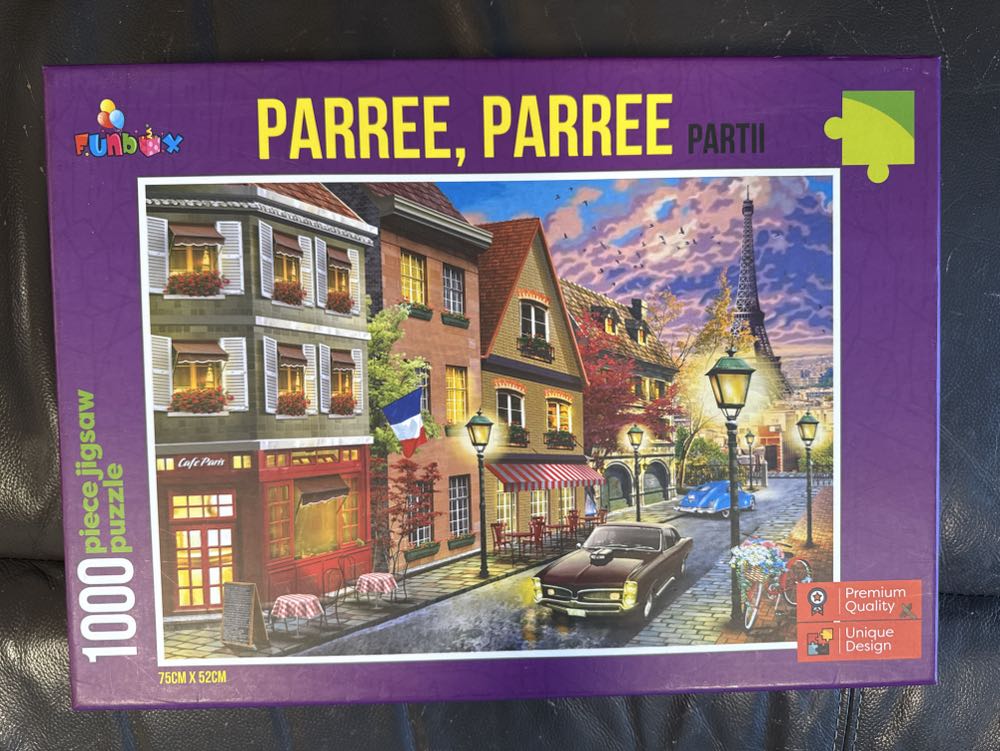 FUNbOX
PARREE, PARREE PARTII
1000 piece jigsaw
puzzle
Cafe Paris
Premium
Quality
Unique
Design
75CM X 52CM